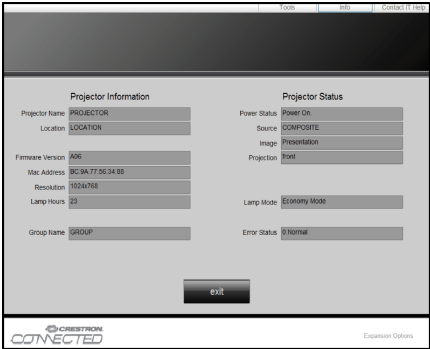 Tools Info Contact IT Help
Projector Information
Projector Name PROJECTOR
Location LOCATION
Firmware Version A06
Mac Address BC:9A:77:56:34:88
Resolution 1024x768
Lamp Hours 23
Group Name GROUP
Projector Status
Power Status Power On.
Source COMPOSITE
Image Presentation
Projection front
Lamp Mode Economy Mode
Error Status 0:Normal
exit
CRESTRON
CONNECTED
Expansion Options